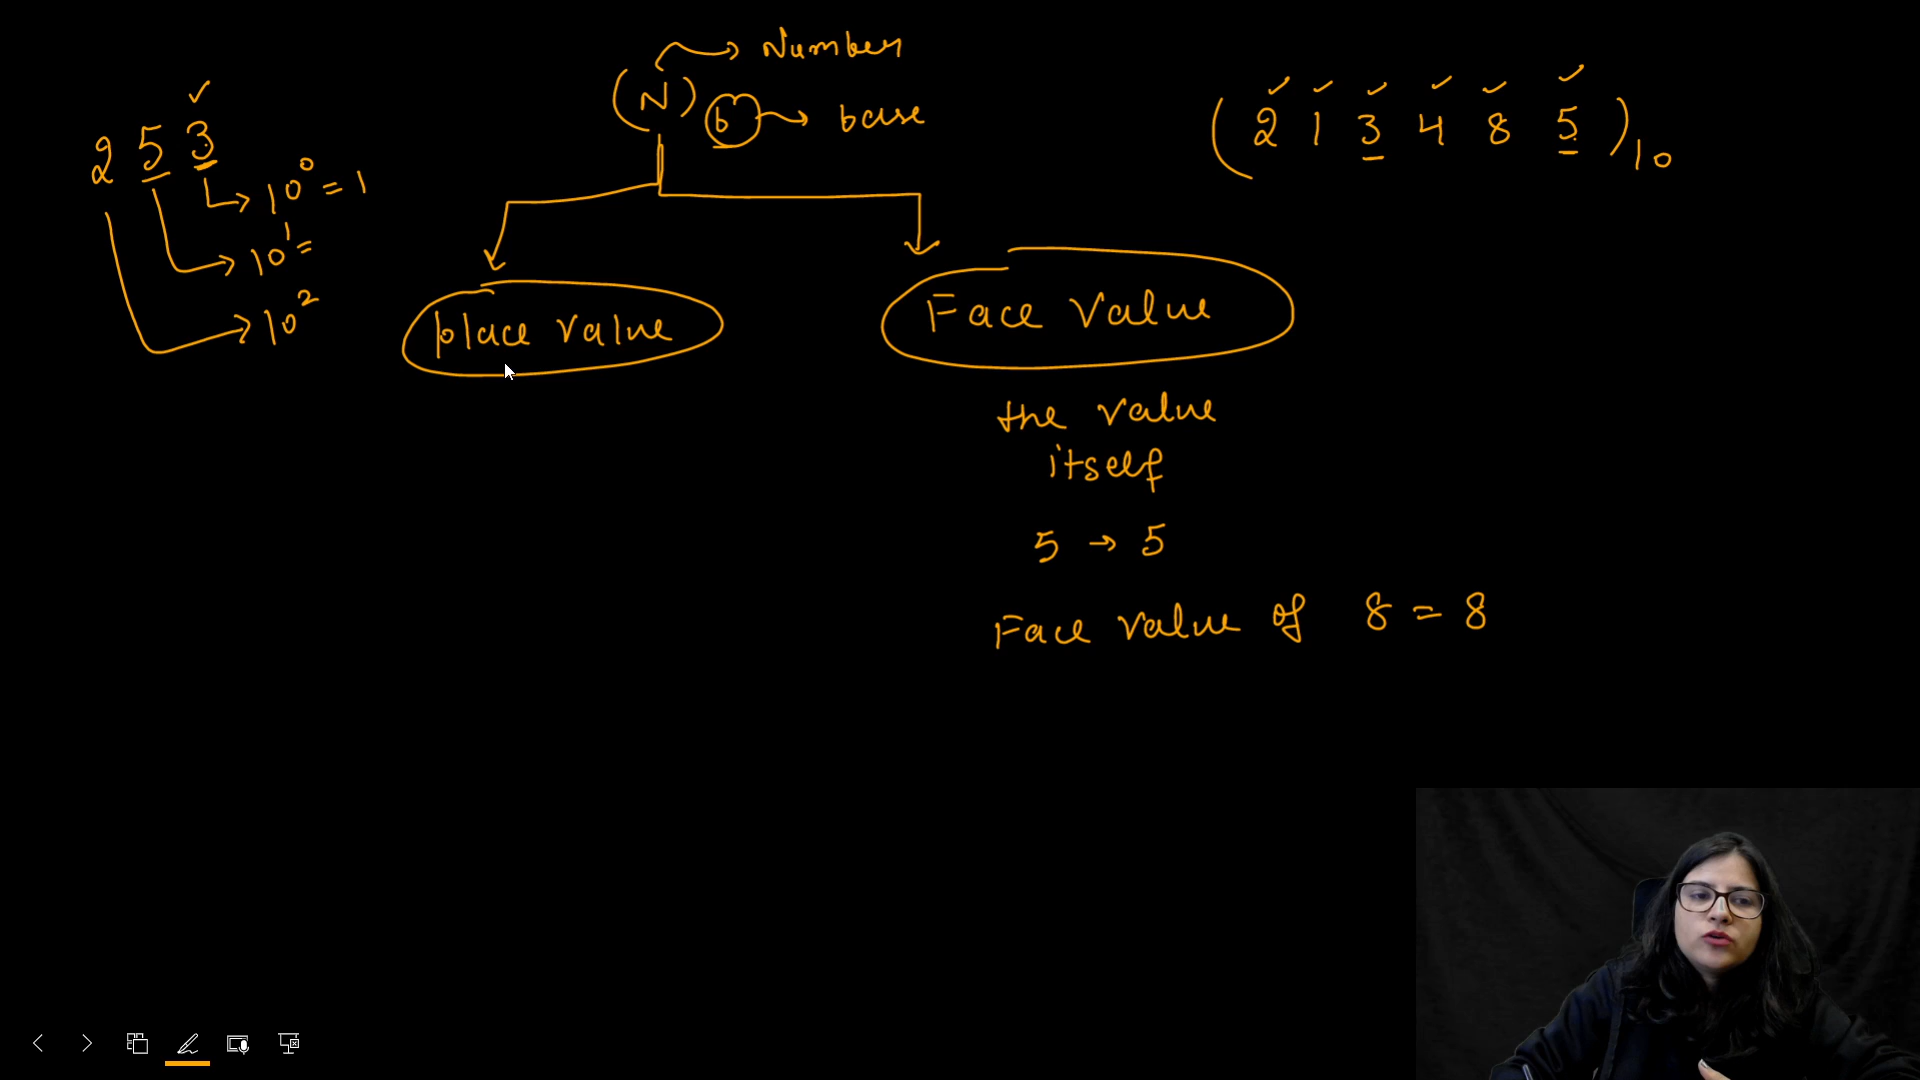 (N)b
→ Number
→ base
2 5 3
→ 10⁰ = 1
→ 10¹ =
→ 10²
place value
Face Value
the value
itself
5 → 5
Face value of 8 = 8
(2 1 3 4 8 5)10